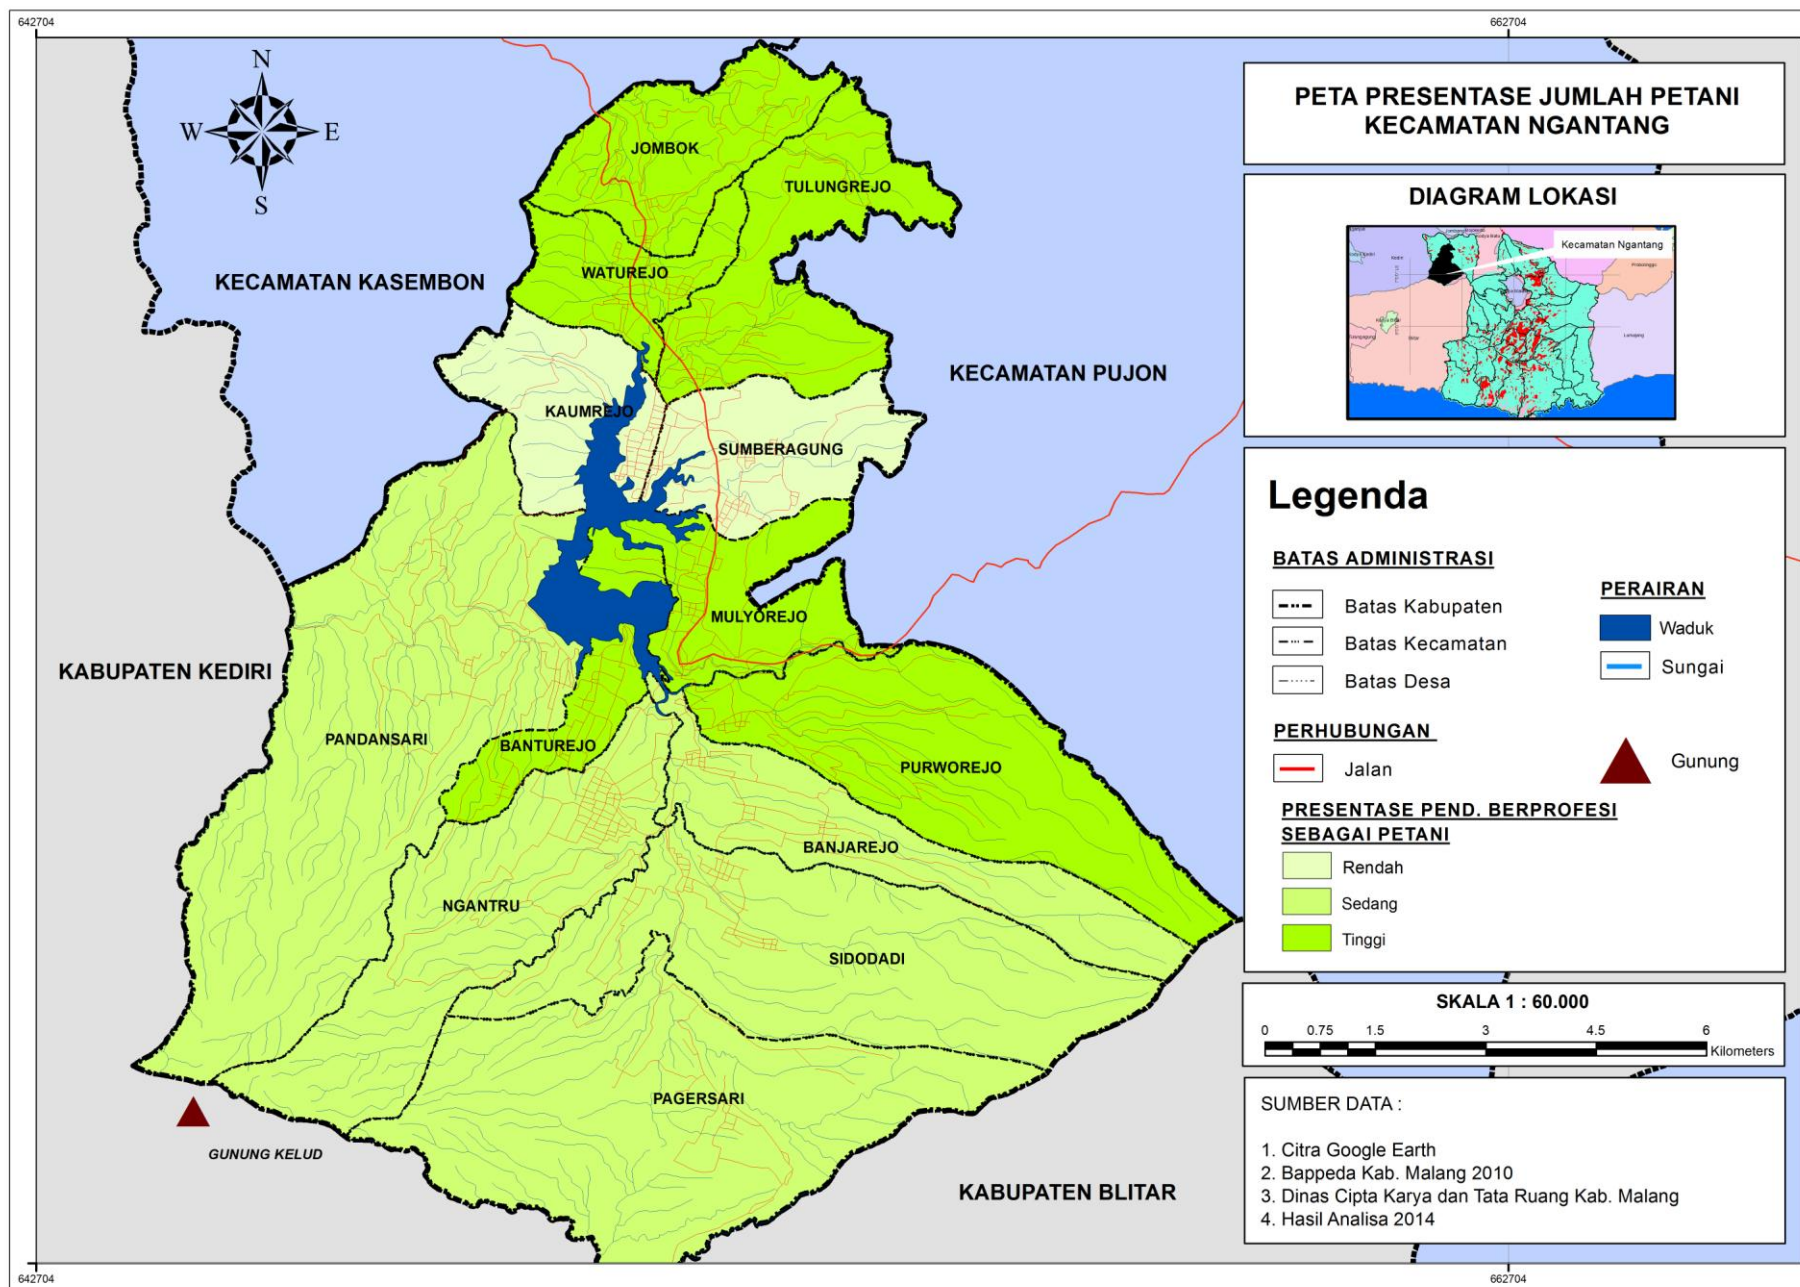 642704
662704
N
W
E
S
JOMBOK
TULUNGREJO
WATUREJO
KECAMATAN KASEMBON
KECAMATAN PUJON
KAUMREJO
SUMBERAGUNG
MULYOREJO
KABUPATEN KEDIRI
PANDANSARI
BANTUREJO
PURWOREJO
BANJAREJO
NGANTRU
SIDODADI
PAGERSARI
GUNUNG KELUD
KABUPATEN BLITAR
PETA PRESENTASE JUMLAH PETANI
KECAMATAN NGANTANG
DIAGRAM LOKASI
Kecamatan Ngantang
Legenda
BATAS ADMINISTRASI
Batas Kabupaten
Batas Kecamatan
Batas Desa
PERAIRAN
Waduk
Sungai
PERHUBUNGAN
Jalan
Gunung
PRESENTASE PEND. BERPROFESI
SEBAGAI PETANI
Rendah
Sedang
Tinggi
SKALA 1 : 60.000
0 0.75 1.5 3 4.5 6
Kilometers
SUMBER DATA :
1. Citra Google Earth
2. Bappeda Kab. Malang 2010
3. Dinas Cipta Karya dan Tata Ruang Kab. Malang
4. Hasil Analisa 2014
642704
662704